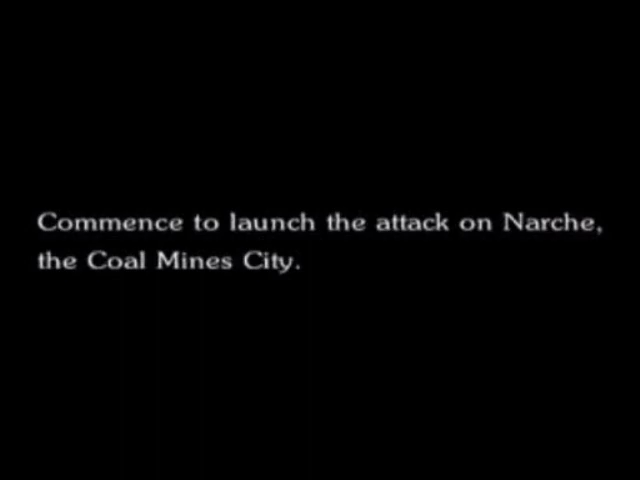 Commence to launch the attack on Narche,
the Coal Mines City.